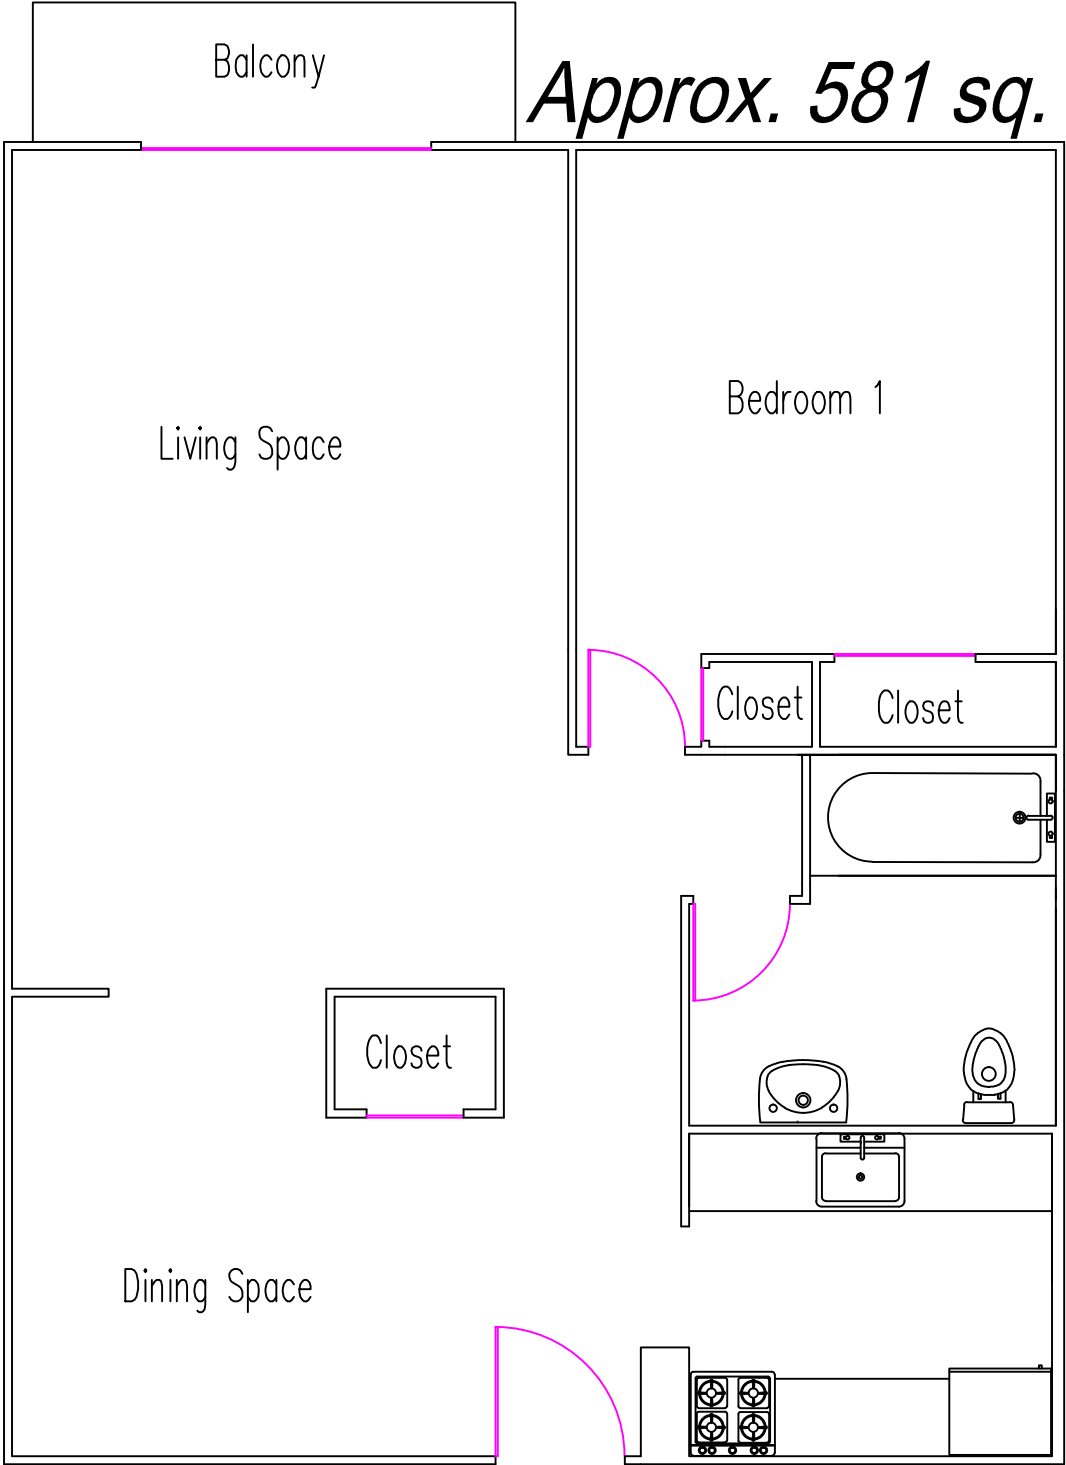 Balcony
Approx. 581 sq.
Bedroom 1
Living Space
Closet
Closet
Closet
Dining Space